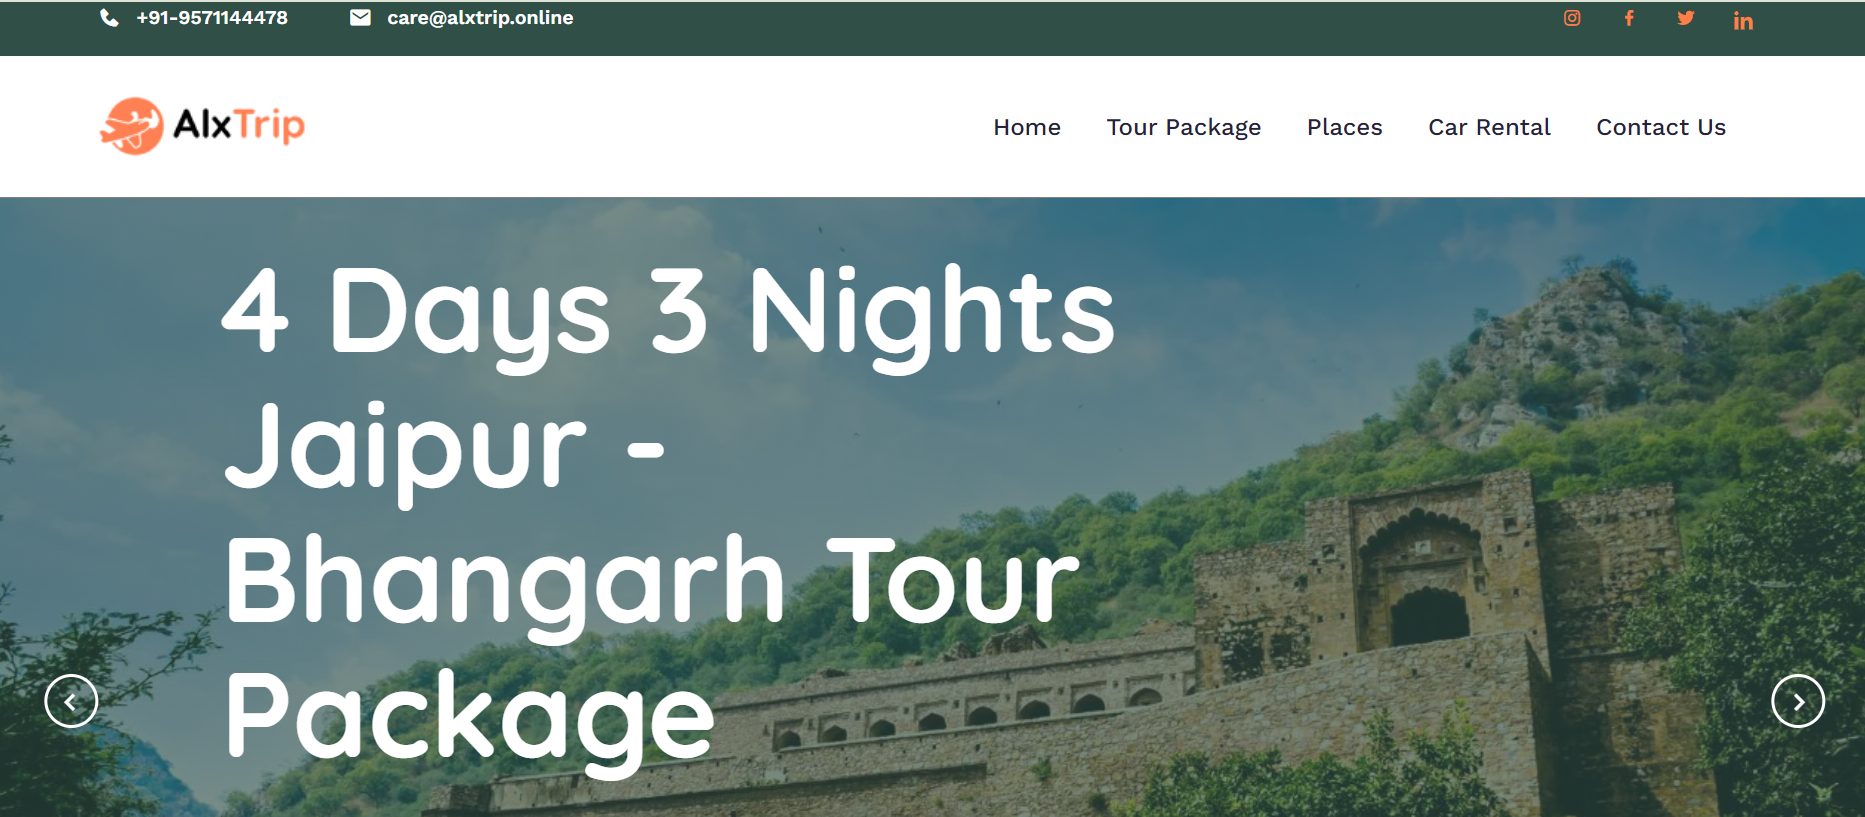 +91-9571144478 care@alxtrip.online
AlxTrip
Home Tour Package Places Car Rental Contact Us
4 Days 3 Nights
Jaipur -
Bhangarh Tour
Package